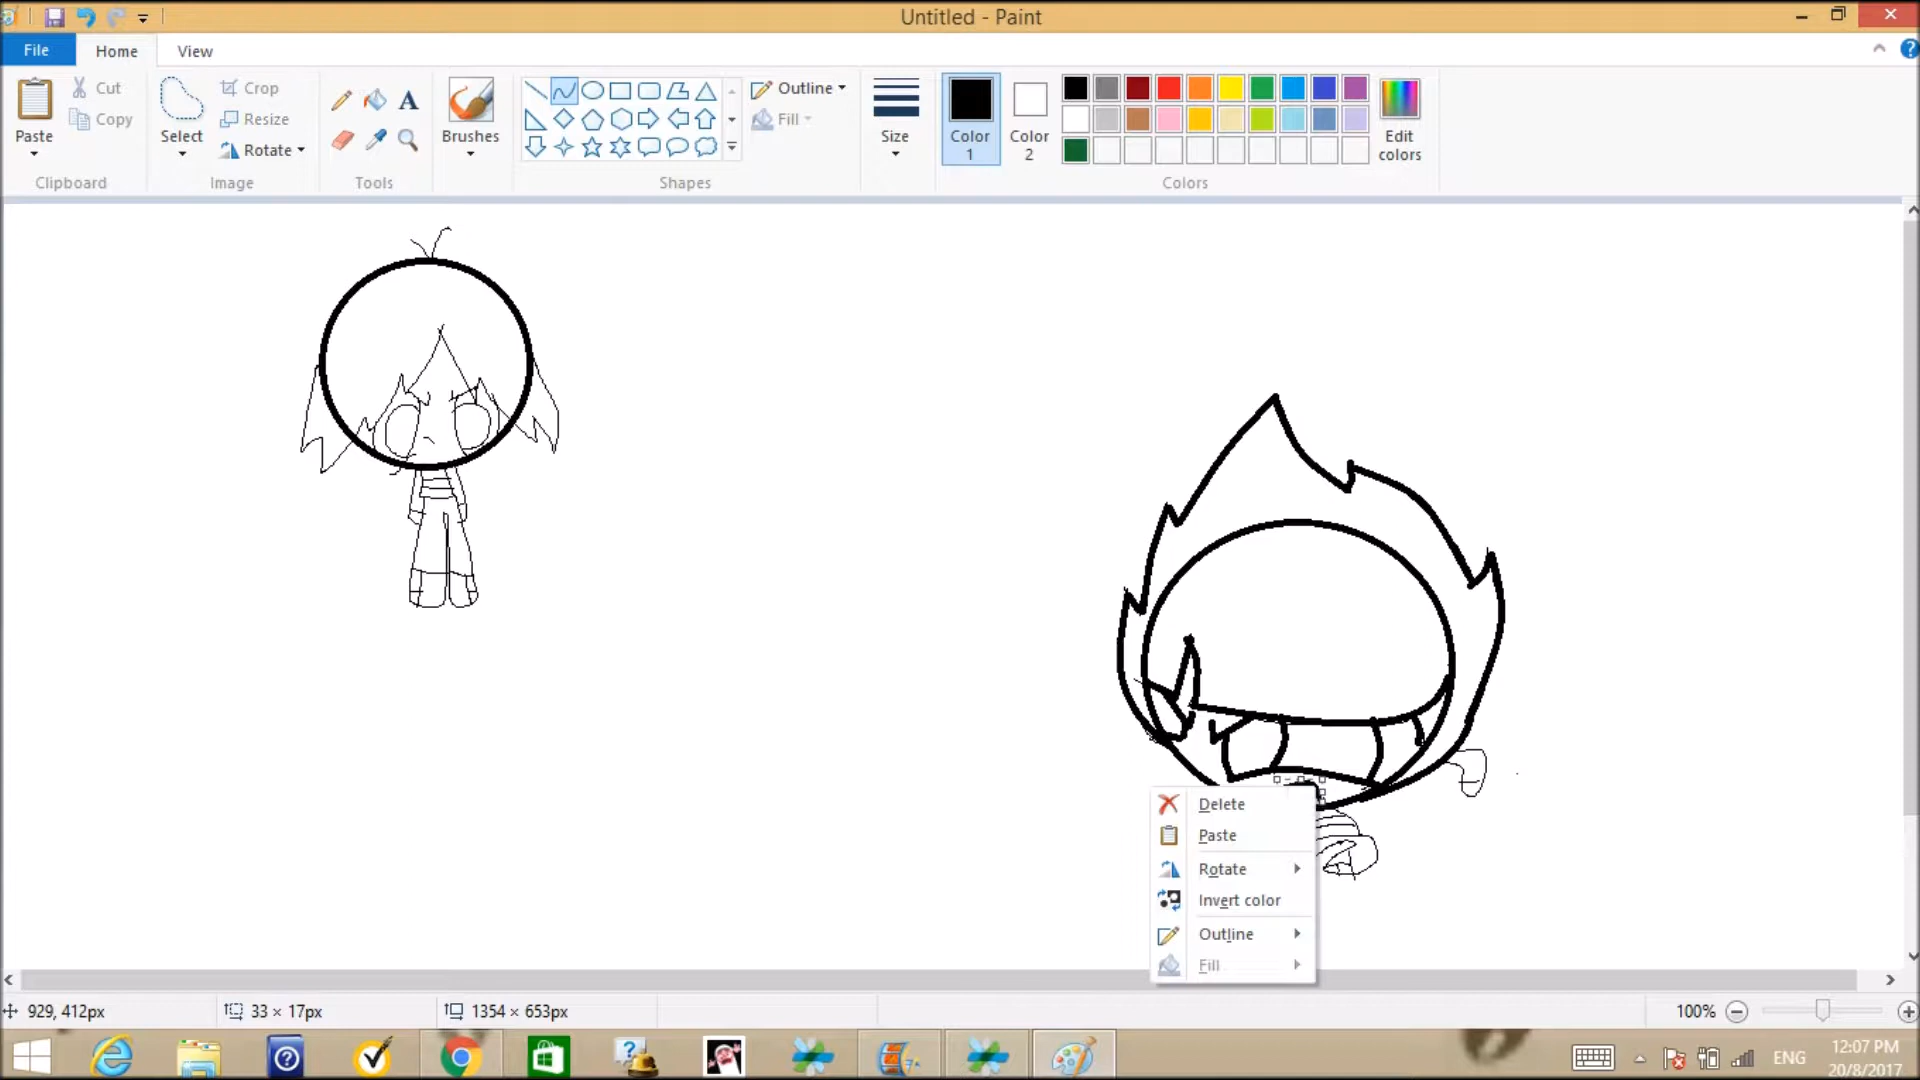 Untitled - Paint
File Home View
Paste Cut Copy
Clipboard
Select Crop Resize Rotate
Image
A
Tools
Brushes
Shapes
Outline
Fill
Size
Color 1
Color 2
Edit colors
Colors
Delete
Paste
Rotate
Invert color
Outline
Fill
929, 412px 33 × 17px 1354 × 653px 100%
ENG 12:07 PM
20/8/2017